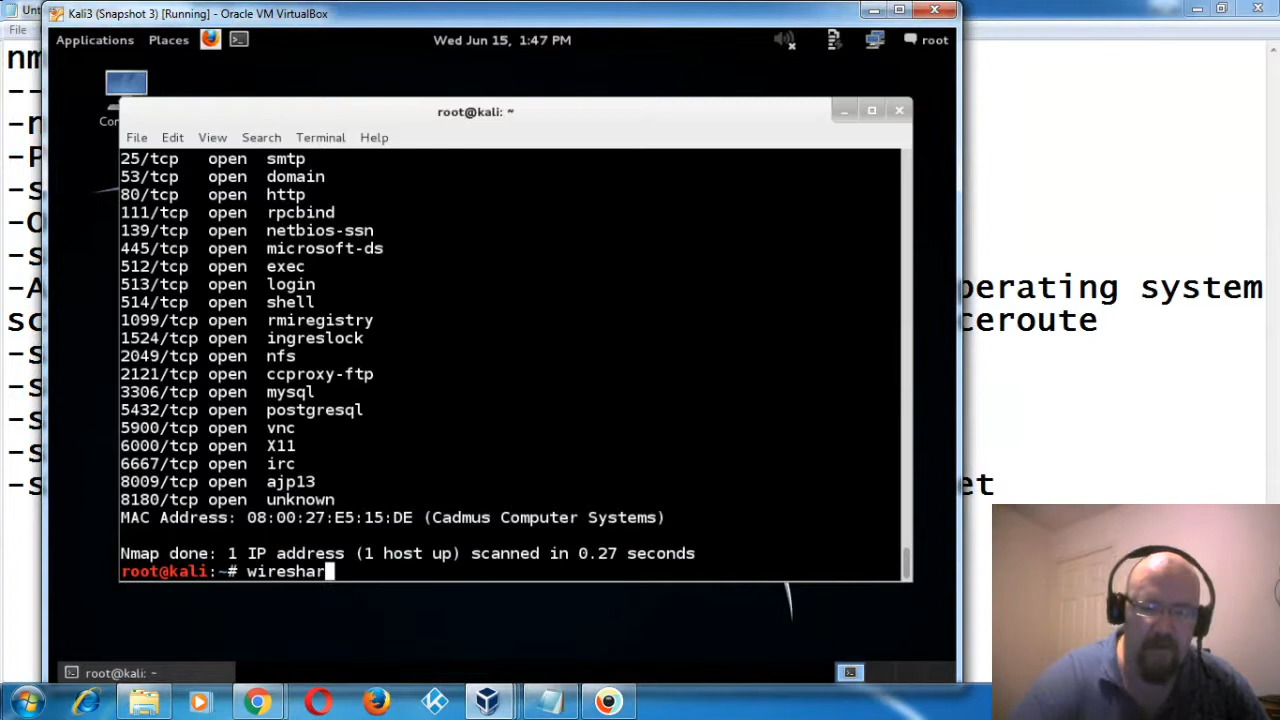 Unt
Kali3 (Snapshot 3) [Running] - Oracle VM VirtualBox
File
Applications Places Wed Jun 15, 1:47 PM root
nm
--
-n
-P
-s
-O
-s
-A perating system
sc ceroute
-s
-s
-s
-s
-s et
Con
root@kali: ~
File Edit View Search Terminal Help
25/tcp open smtp
53/tcp open domain
80/tcp open http
111/tcp open rpcbind
139/tcp open netbios-ssn
445/tcp open microsoft-ds
512/tcp open exec
513/tcp open login
514/tcp open shell
1099/tcp open rmiregistry
1524/tcp open ingreslock
2049/tcp open nfs
2121/tcp open ccproxy-ftp
3306/tcp open mysql
5432/tcp open postgresql
5900/tcp open vnc
6000/tcp open X11
6667/tcp open irc
8009/tcp open ajp13
8180/tcp open unknown
MAC Address: 08:00:27:E5:15:DE (Cadmus Computer Systems)
Nmap done: 1 IP address (1 host up) scanned in 0.27 seconds
root@kali:~# wireshar
root@kali: ~